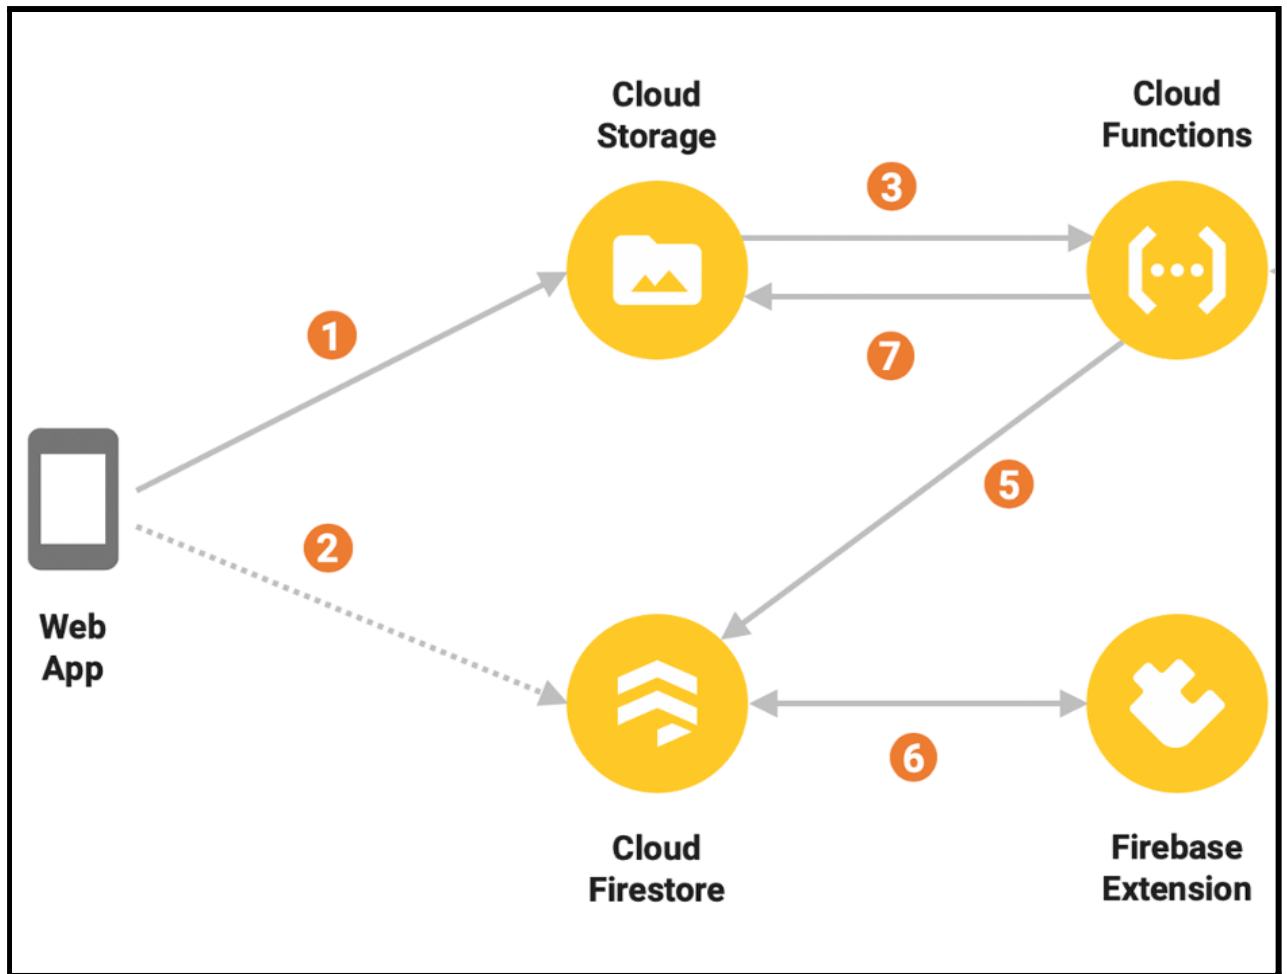 Cloud
Storage
Cloud
Functions
3
1
7
5
2
Web
App
6
Cloud
Firestore
Firebase
Extension